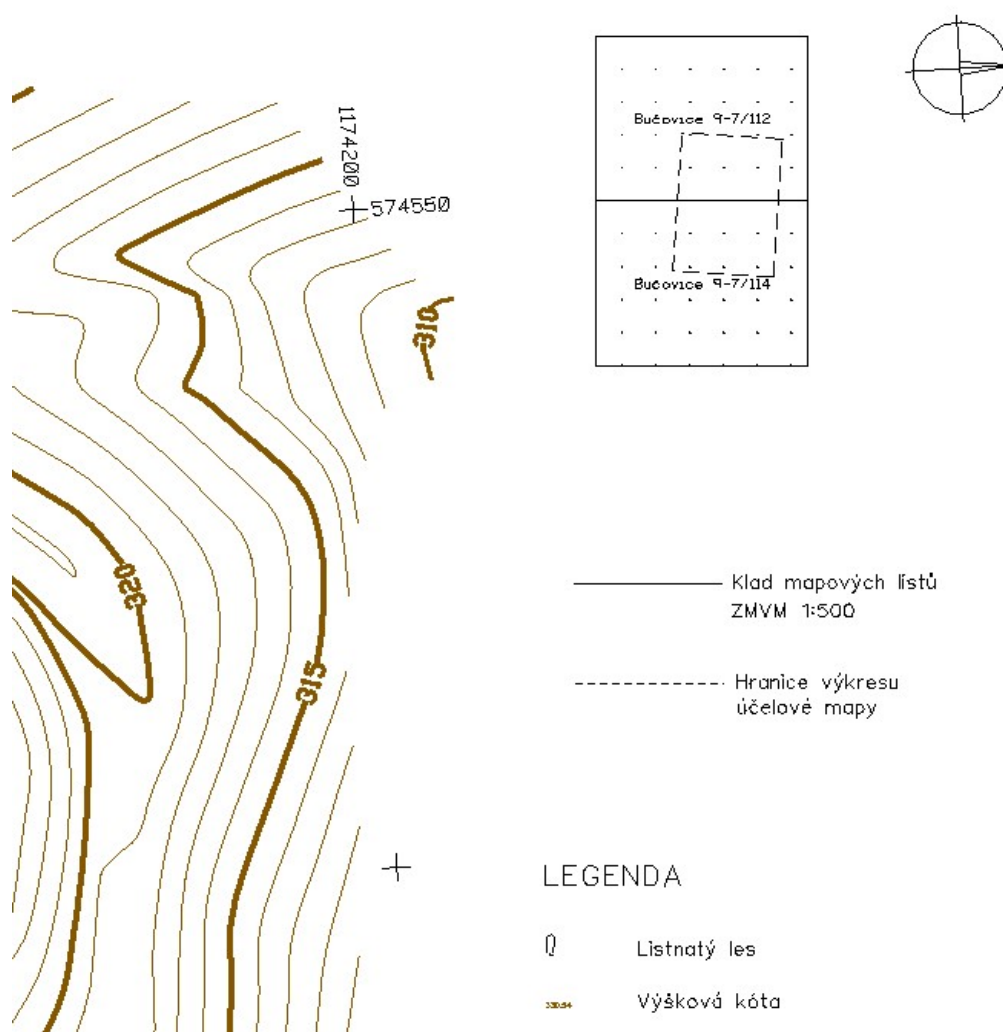 1174200
574550
310
320
315
Bučovice 9-7/112
Bučovice 9-7/114
Klad mapových listů
ZMVM 1:500
Hranice výkresu
účelové mapy
LEGENDA
Listnatý les
Výšková kóta